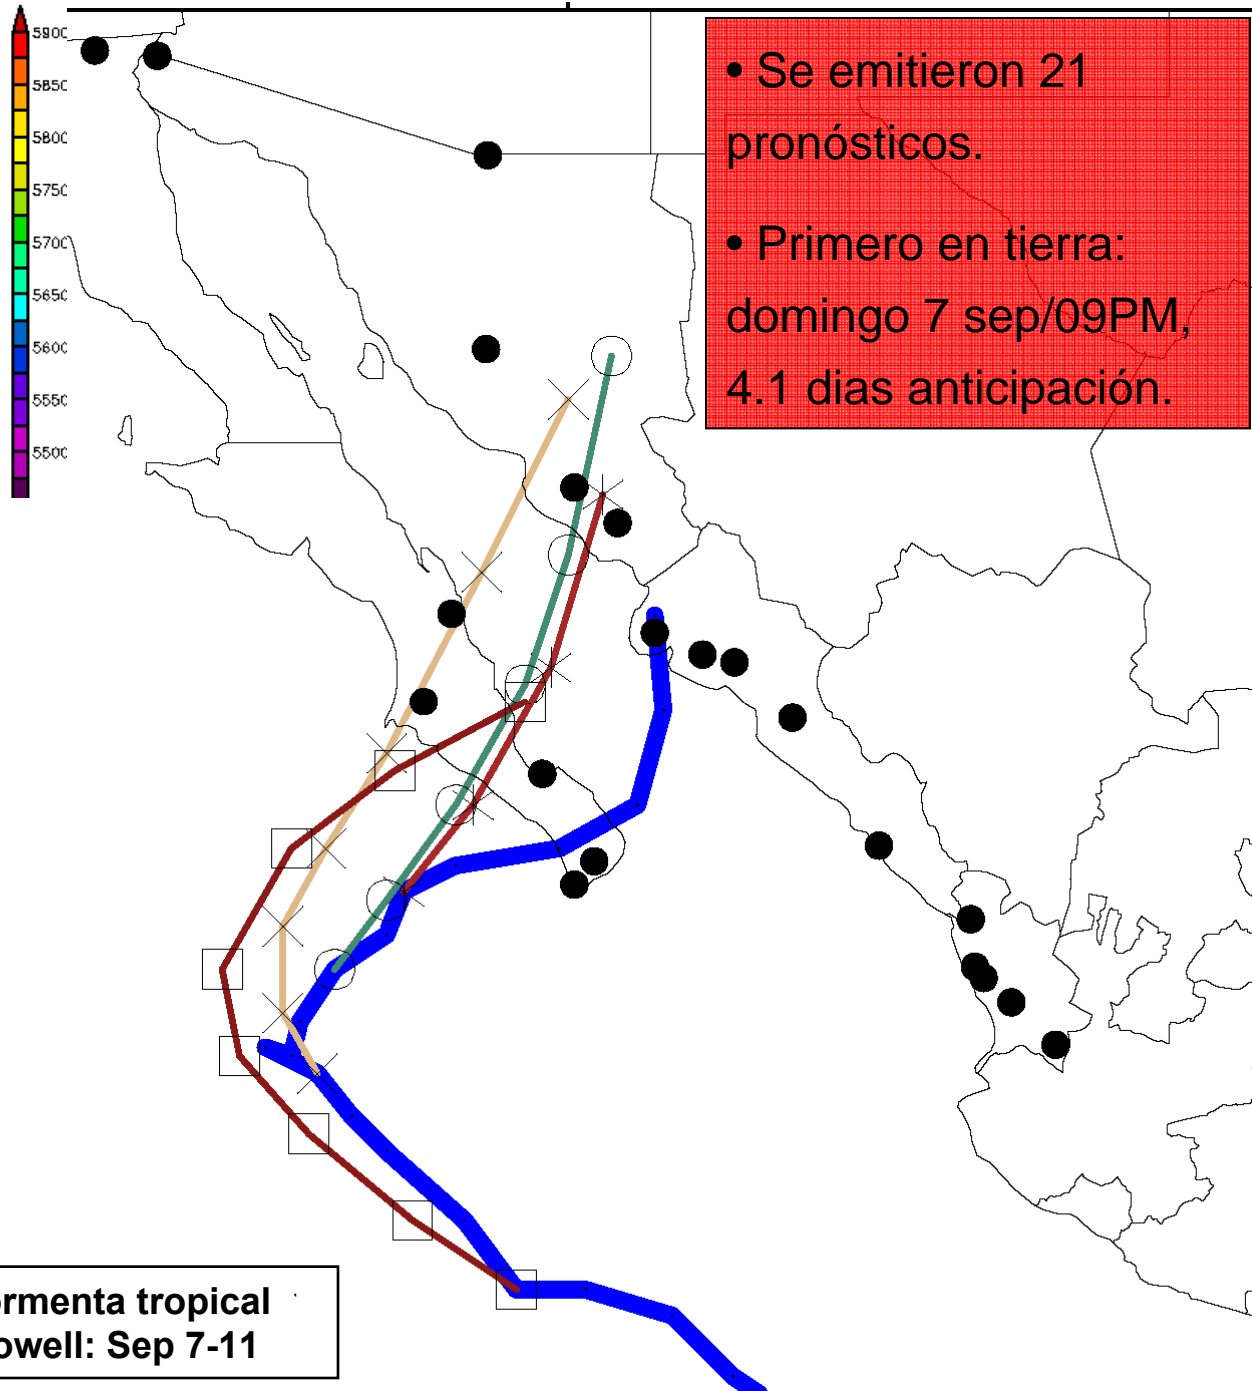 5900
5850
5800
5750
5700
5650
5600
5550
5500
• Se emitieron 21
pronósticos.
• Primero en tierra:
domingo 7 sep/09PM,
4.1 dias anticipación.
ormenta tropical
owell: Sep 7-11